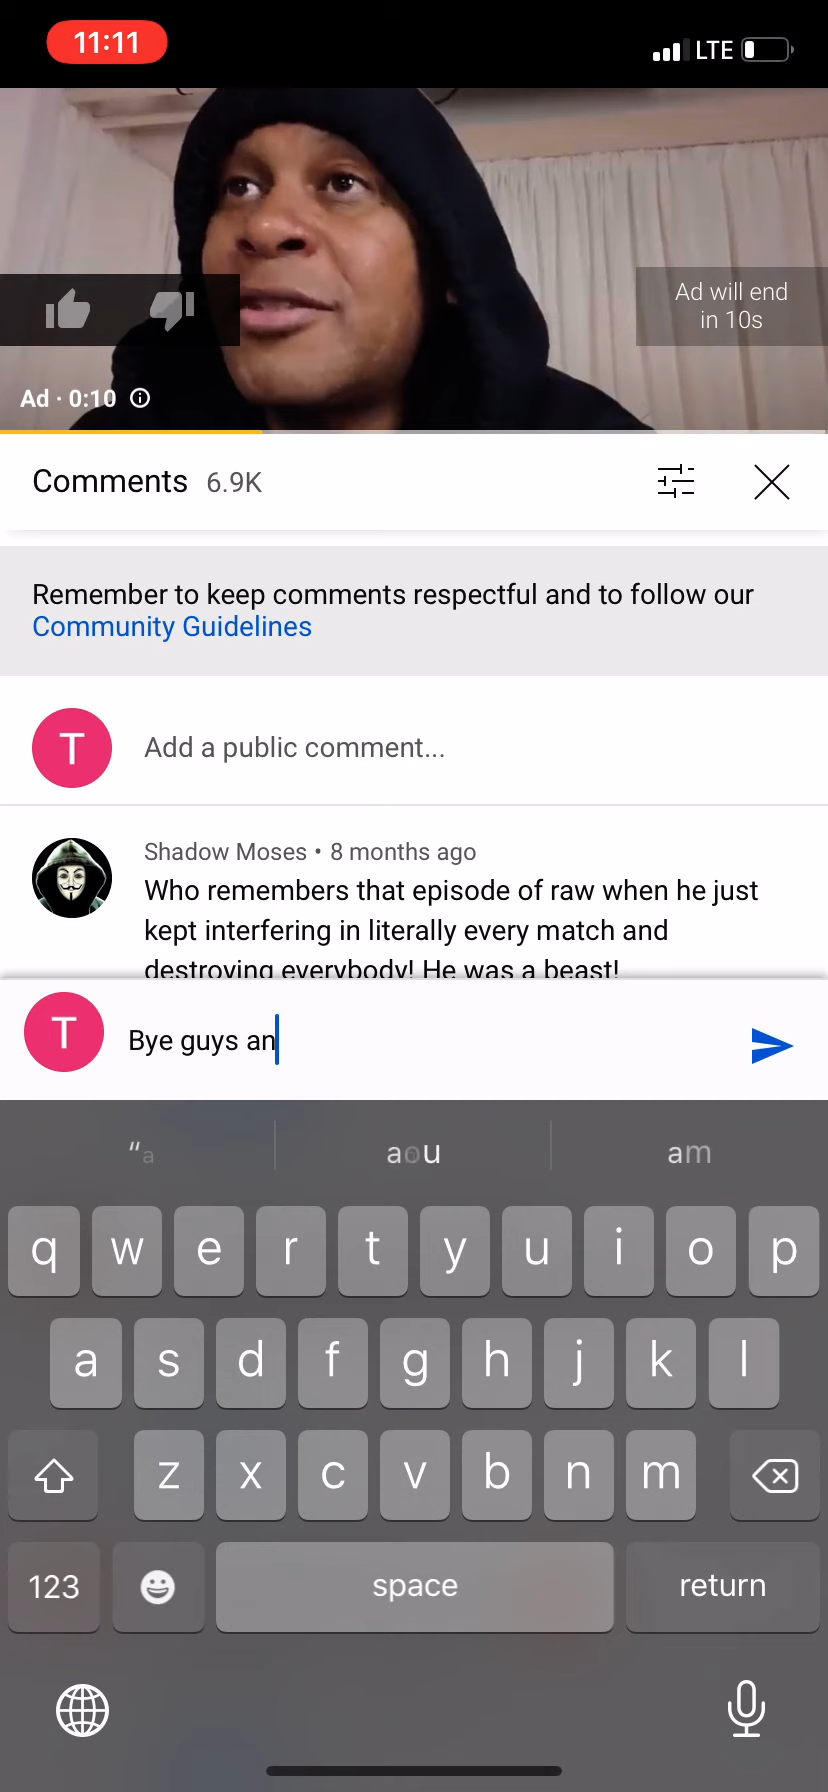 11:11
LTE
Ad will end
in 10s
Ad · 0:10
Comments 6.9K
Remember to keep comments respectful and to follow our
Community Guidelines
T
Add a public comment...
Shadow Moses • 8 months ago
Who remembers that episode of raw when he just
kept interfering in literally every match and
destroying everybody! He was a beast!
T
Bye guys an
am
q w e r t y u i o p
a s d f g h j k l
z x c v b n m
123
space
return